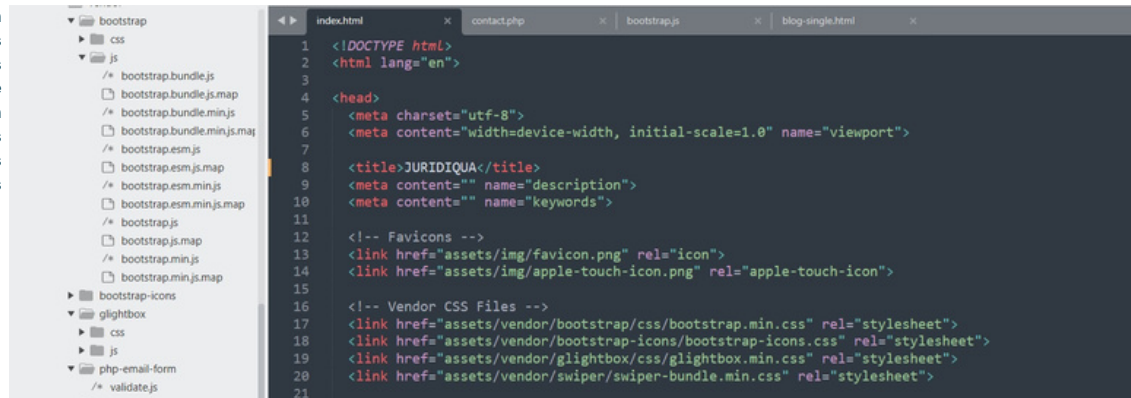 bootstrap
css
js
bootstrap.bundle.js
bootstrap.bundle.js.map
bootstrap.bundle.min.js
bootstrap.bundle.min.js.map
bootstrap.esm.js
bootstrap.esm.js.map
bootstrap.esm.min.js
bootstrap.esm.min.js.map
bootstrap.js
bootstrap.js.map
bootstrap.min.js
bootstrap.min.js.map
bootstrap-icons
glightbox
css
js
php-email-form
validate.js
index.html × contact.php × bootstrap.js × blog-single.html ×
1 <!DOCTYPE html>
2 <html lang="en">
3
4 <head>
5 <meta charset="utf-8">
6 <meta content="width=device-width, initial-scale=1.0" name="viewport">
7
8 <title>JURIDIQUA</title>
9 <meta content="" name="description">
10 <meta content="" name="keywords">
11
12 <!-- Favicons -->
13 <link href="assets/img/favicon.png" rel="icon">
14 <link href="assets/img/apple-touch-icon.png" rel="apple-touch-icon">
15
16 <!-- Vendor CSS Files -->
17 <link href="assets/vendor/bootstrap/css/bootstrap.min.css" rel="stylesheet">
18 <link href="assets/vendor/bootstrap-icons/bootstrap-icons.css" rel="stylesheet">
19 <link href="assets/vendor/glightbox/css/glightbox.min.css" rel="stylesheet">
20 <link href="assets/vendor/swiper/swiper-bundle.min.css" rel="stylesheet">
21